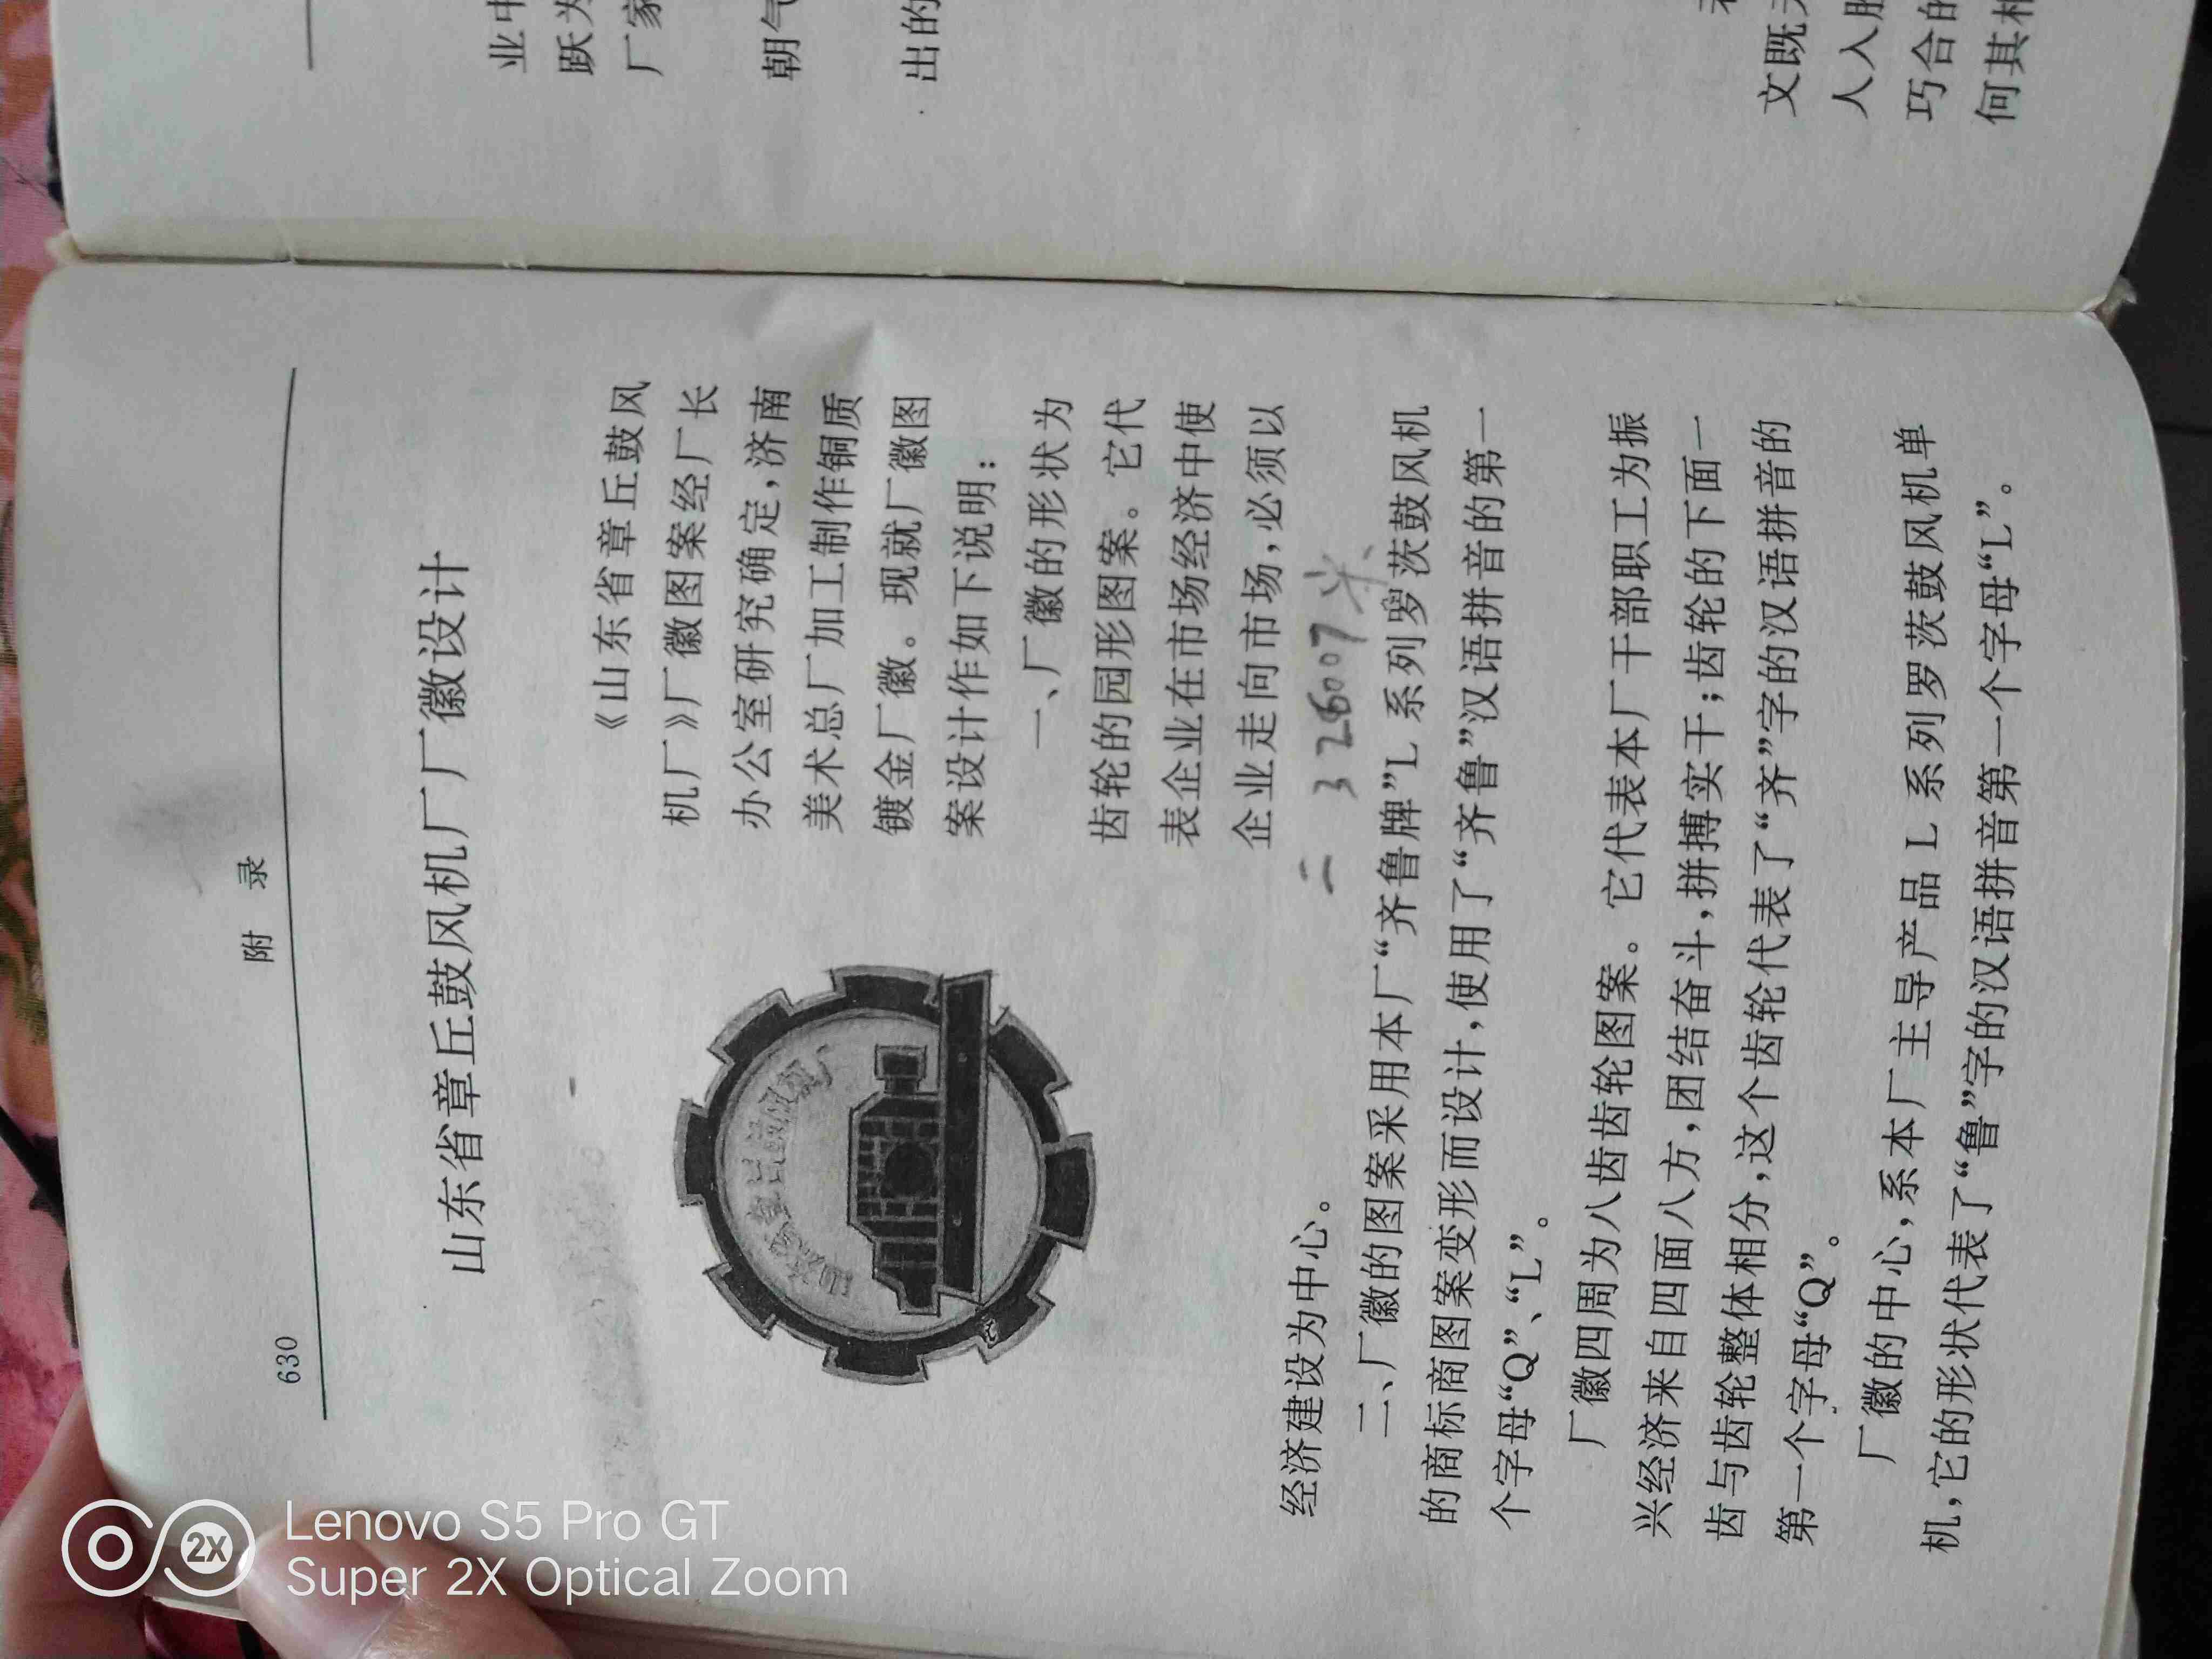 630
附 录
山东省章丘鼓风机厂厂徽设计
《山东省章丘鼓风
机厂》厂徽图案经厂长
办公室研究确定,济南
美术总厂加工制作铜质
镀金厂徽。现就厂徽图
案设计作如下说明:
一、厂徽的形状为
齿轮的园形图案。它代
表企业在市场经济中使
企业走向市场,必须以
经济建设为中心。
二、厂徽的图案采用本厂“齐鲁牌”L系列罗茨鼓风机
的商标商图案变形而设计,使用了“齐鲁”汉语拼音的第一
个字母“Q”、“L”。
厂徽四周为八齿齿轮图案。它代表本厂干部职工为振
兴经济来自四面八方,团结奋斗,拼搏实干;齿轮的下面一
齿与齿轮整体相分,这个齿轮代表了“齐”字的汉语拼音的
第一个字母“Q”。
厂徽的中心,系本厂主导产品L系列罗茨鼓风机单
机,它的形状代表了“鲁”字的汉语拼音第一个字母“L”。
业中
跃为
厂家
朝气
出的
文既
人入
巧合的
何其相
Lenovo S5 Pro GT
Super 2X Optical Zoom
2x